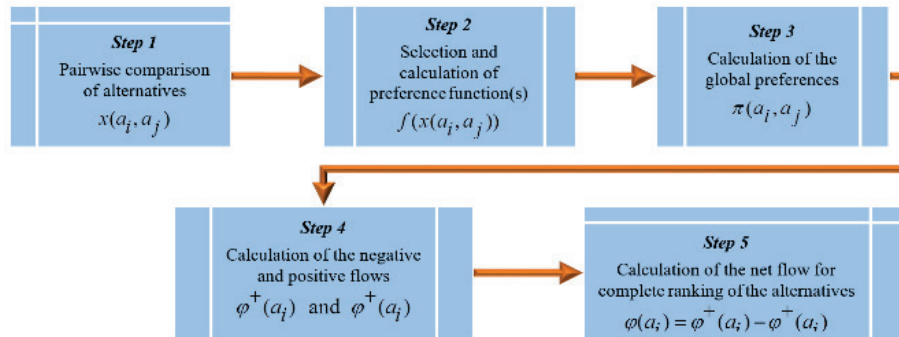 Step 1
Pairwise comparison
of alternatives
x(a_i, a_j)
Step 2
Selection and
calculation of
preference function(s)
f(x(a_i, a_j))
Step 3
Calculation of the
global preferences
π(a_i, a_j)
Step 4
Calculation of the negative
and positive flows
φ⁺(a_i) and φ⁺(a_i)
Step 5
Calculation of the net flow for
complete ranking of the alternatives
φ(a_i) = φ⁺(a_i) − φ⁺(a_i)